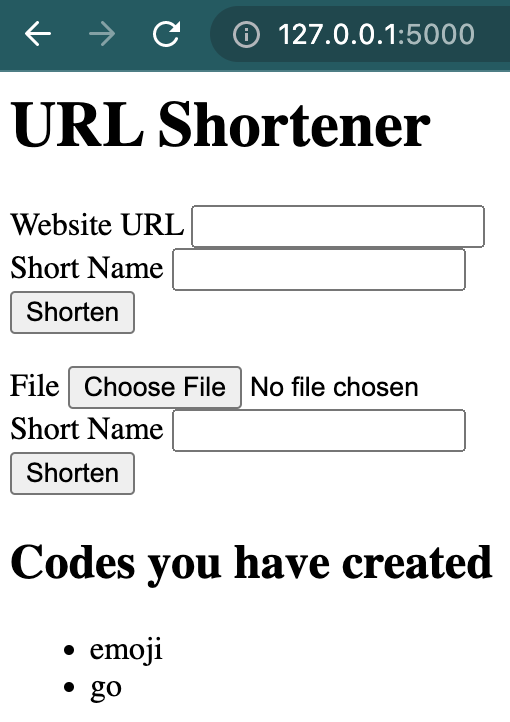 127.0.0.1:5000
URL Shortener
Website URL
Short Name
Shorten
File Choose File No file chosen
Short Name
Shorten
Codes you have created
emoji
go